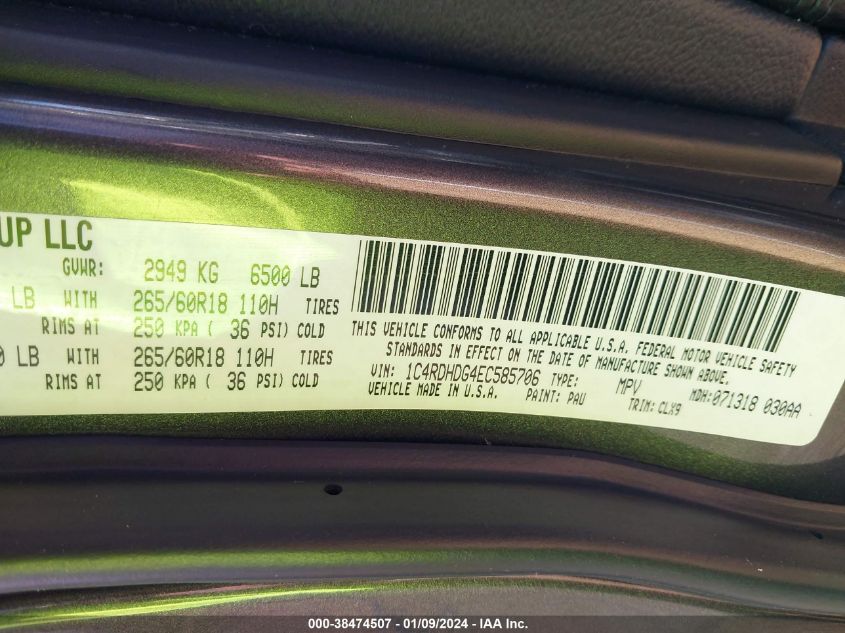 UP LLC
GVWR: 2949 KG 6500 LB
LB WITH 265/60R18 110H TIRES
RIMS AT 250 KPA ( 36 PSI) COLD
LB WITH 265/60R18 110H TIRES
RIMS AT 250 KPA ( 36 PSI) COLD
THIS VEHICLE CONFORMS TO ALL APPLICABLE U.S.A. FEDERAL MOTOR VEHICLE SAFETY
STANDARDS IN EFFECT ON THE DATE OF MANUFACTURE SHOWN ABOVE.
VIN: 1C4RDHDG4EC585706 TYPE: MPV MDH:071318 030AA
VEHICLE MADE IN U.S.A. PAINT: PAU TRIM: CLX9
000-38474507 - 01/09/2024 - IAA Inc.